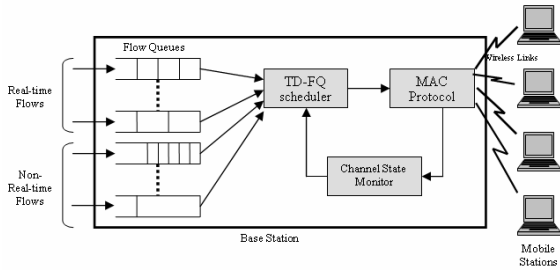 Flow Queues
Wireless Links
Real-time
Flows
TD-FQ
scheduler
MAC
Protocol
Channel State
Monitor
Non-
Real-time
Flows
Base Station
Mobile
Stations